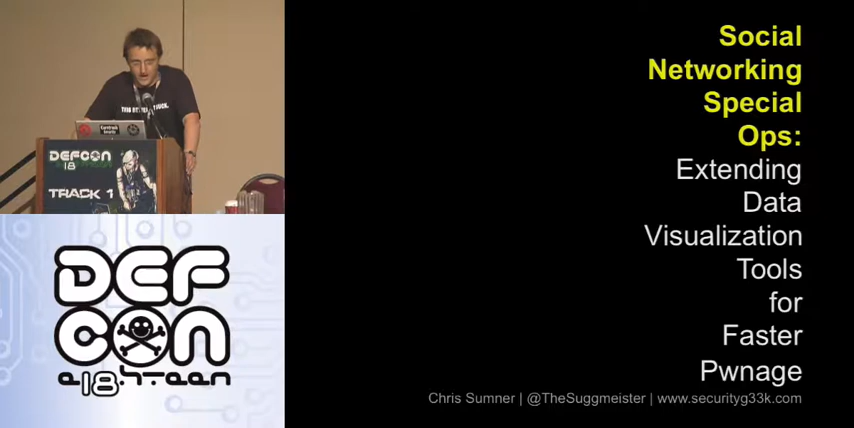 Social
Networking
Special
Ops:
Extending
Data
Visualization
Tools
for
Faster
Pwnage
Chris Sumner | @TheSuggmeister | www.securityg33k.com
DEFCON
18
TRACK 1
DEF
CON
e18hteen